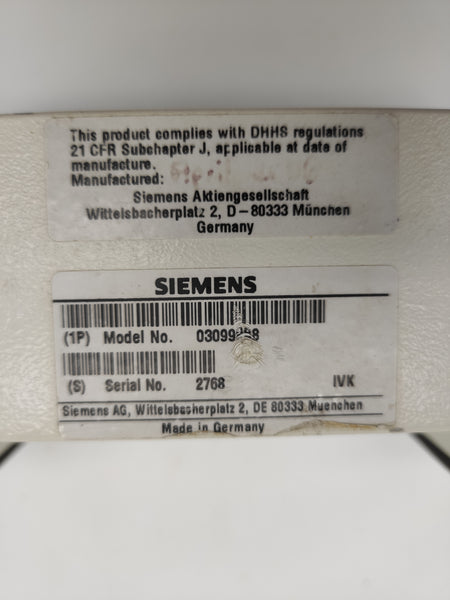 This product complies with DHHS regulations
21 CFR Subchapter J, applicable at date of
manufacture.
Manufactured:
Siemens Aktiengesellschaft
Wittelsbacherplatz 2, D-80333 München
Germany
SIEMENS
(1P) Model No.
(S) Serial No. 2768 IVK
Siemens AG, Wittelsbacherplatz 2, DE 80333 Muenchen
Made in Germany